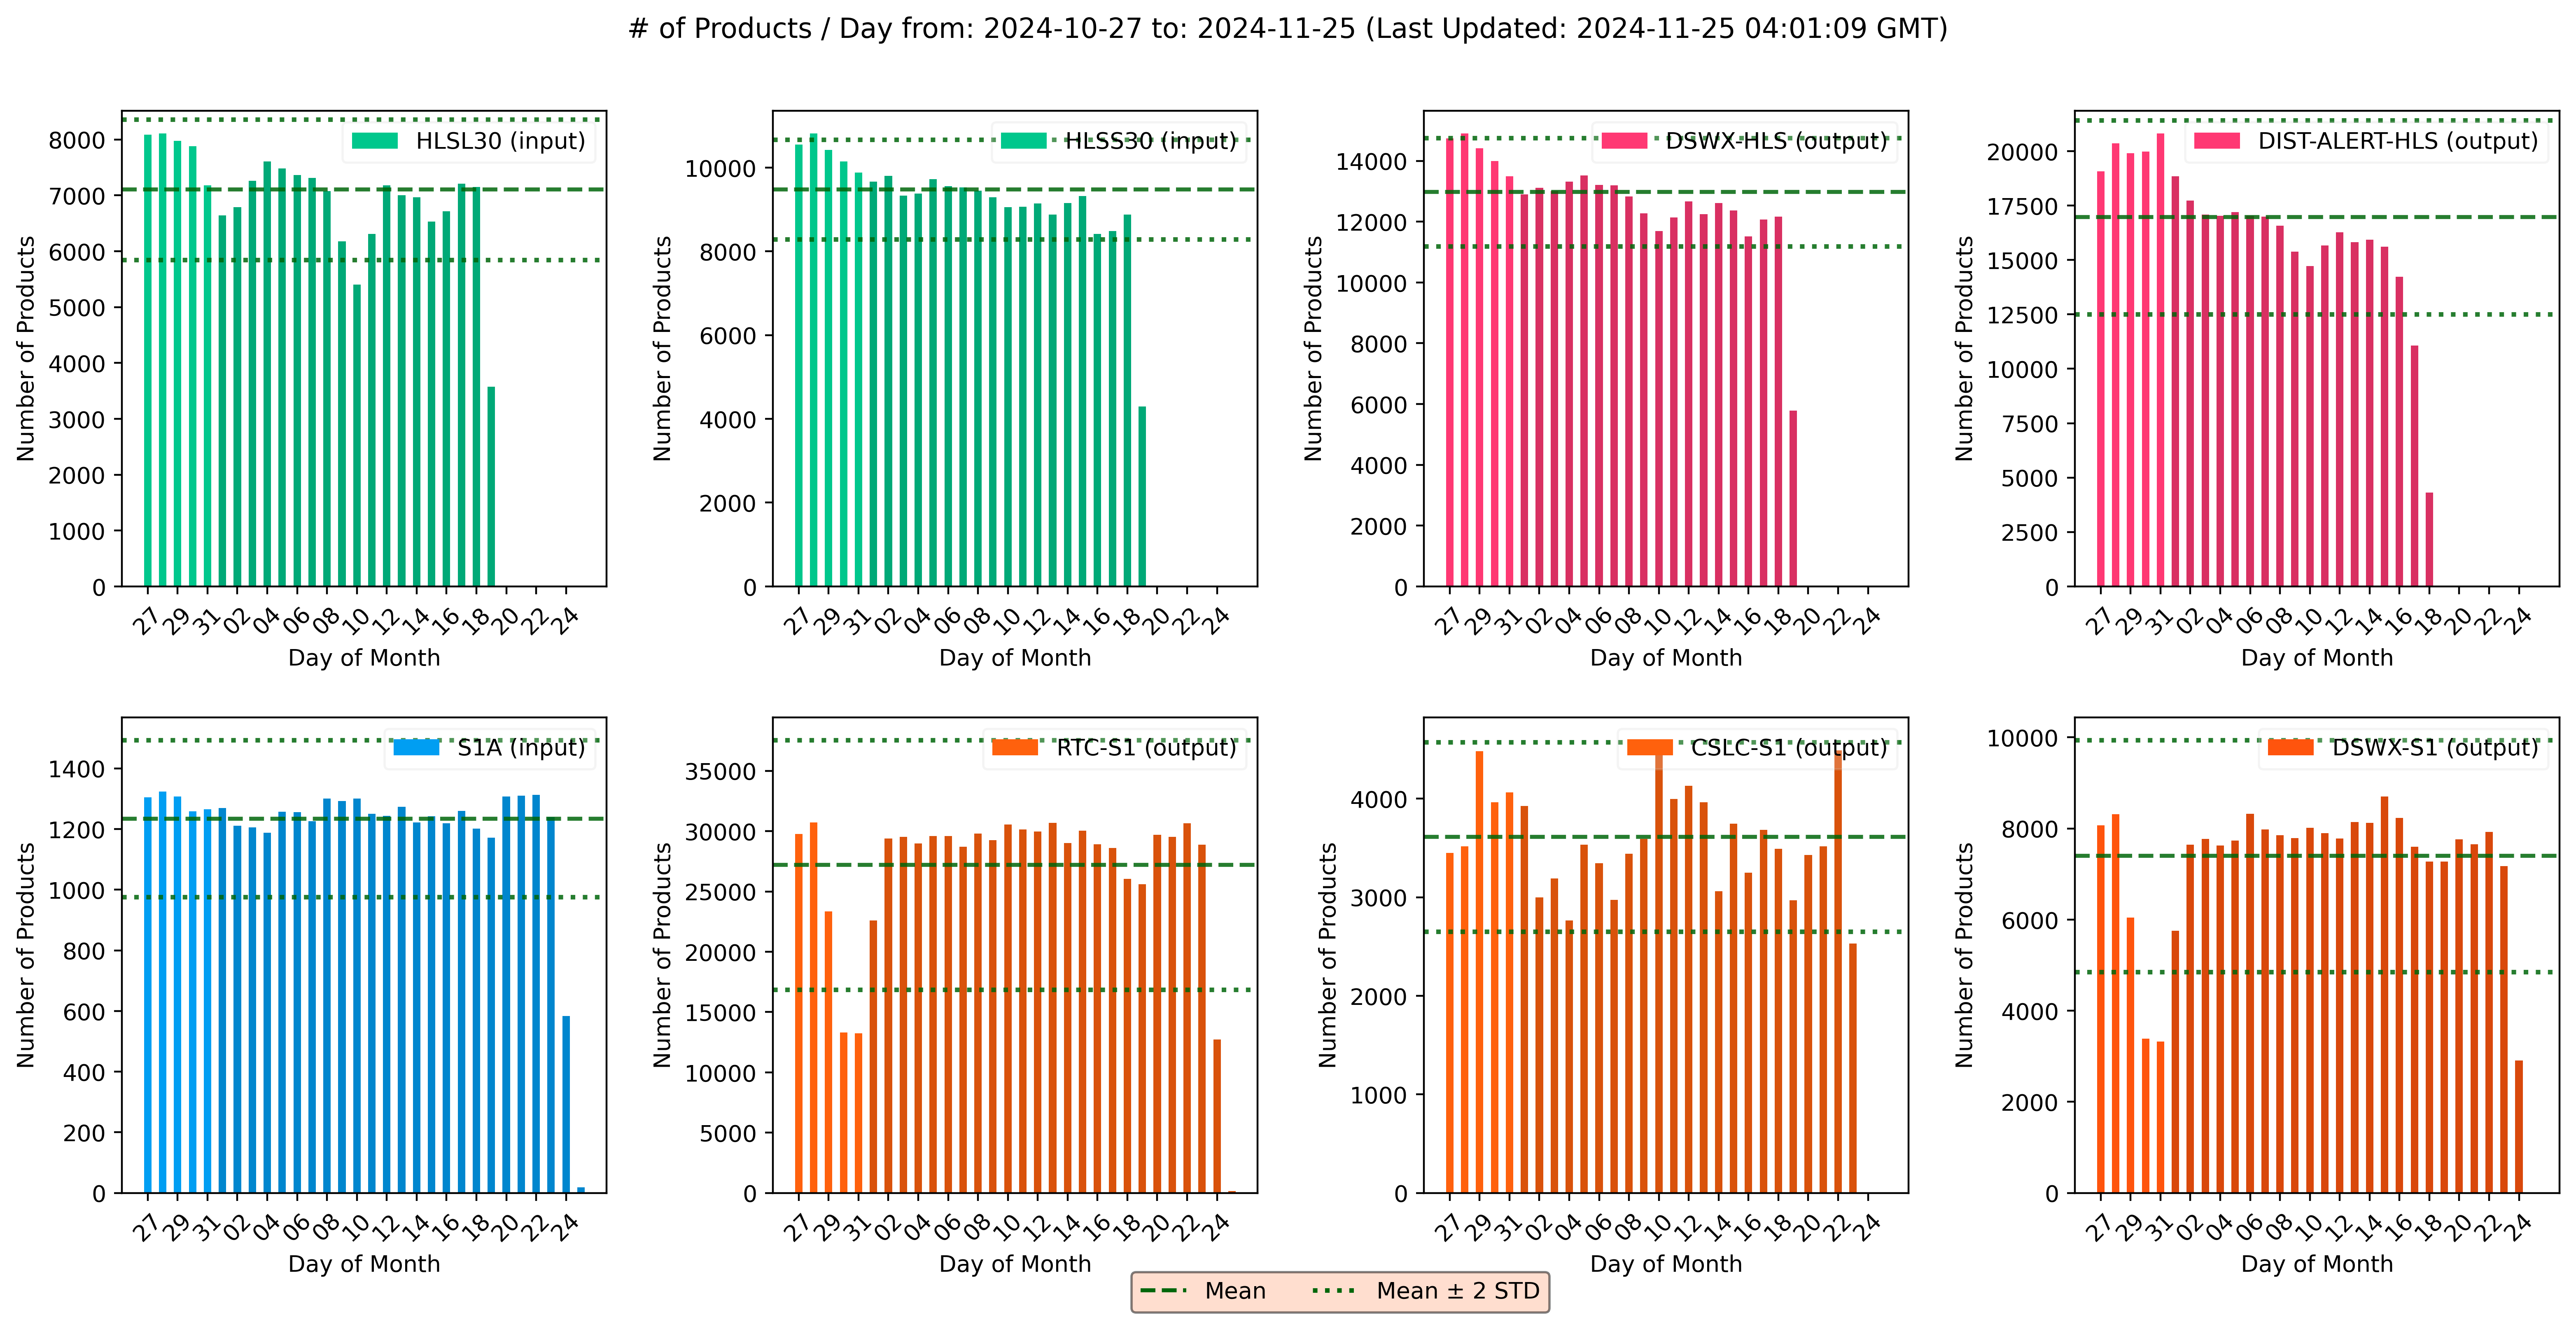 # of Products / Day from: 2024-10-27 to: 2024-11-25 (Last Updated: 2024-11-25 04:01:09 GMT)
HLSL30 (input)
Number of Products
8000
7000
6000
5000
4000
3000
2000
1000
0
27 29 31 02 04 06 08 10 12 14 16 18 20 22 24
Day of Month
HLSS30 (input)
Number of Products
10000
8000
6000
4000
2000
0
27 29 31 02 04 06 08 10 12 14 16 18 20 22 24
Day of Month
DSWX-HLS (output)
Number of Products
14000
12000
10000
8000
6000
4000
2000
0
27 29 31 02 04 06 08 10 12 14 16 18 20 22 24
Day of Month
DIST-ALERT-HLS (output)
Number of Products
20000
17500
15000
12500
10000
7500
5000
2500
0
27 29 31 02 04 06 08 10 12 14 16 18 20 22 24
Day of Month
S1A (input)
Number of Products
1400
1200
1000
800
600
400
200
0
27 29 31 02 04 06 08 10 12 14 16 18 20 22 24
Day of Month
RTC-S1 (output)
Number of Products
35000
30000
25000
20000
15000
10000
5000
0
27 29 31 02 04 06 08 10 12 14 16 18 20 22 24
Day of Month
CSLC-S1 (output)
Number of Products
4000
3000
2000
1000
0
27 29 31 02 04 06 08 10 12 14 16 18 20 22 24
Day of Month
DSWX-S1 (output)
Number of Products
10000
8000
6000
4000
2000
0
27 29 31 02 04 06 08 10 12 14 16 18 20 22 24
Day of Month
Mean
Mean ± 2 STD